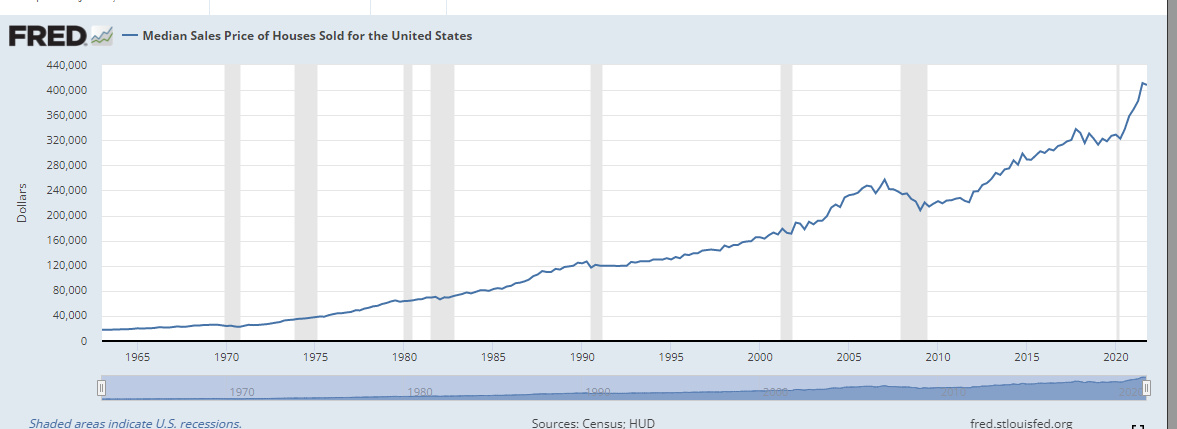 FRED
Median Sales Price of Houses Sold for the United States
440,000
400,000
360,000
320,000
280,000
240,000
200,000
160,000
120,000
80,000
40,000
0
Dollars
1965 1970 1975 1980 1985 1990 1995 2000 2005 2010 2015 2020
1970 1980 1990 2000 2010
Shaded areas indicate U.S. recessions.
Sources: Census; HUD
fred.stlouisfed.org